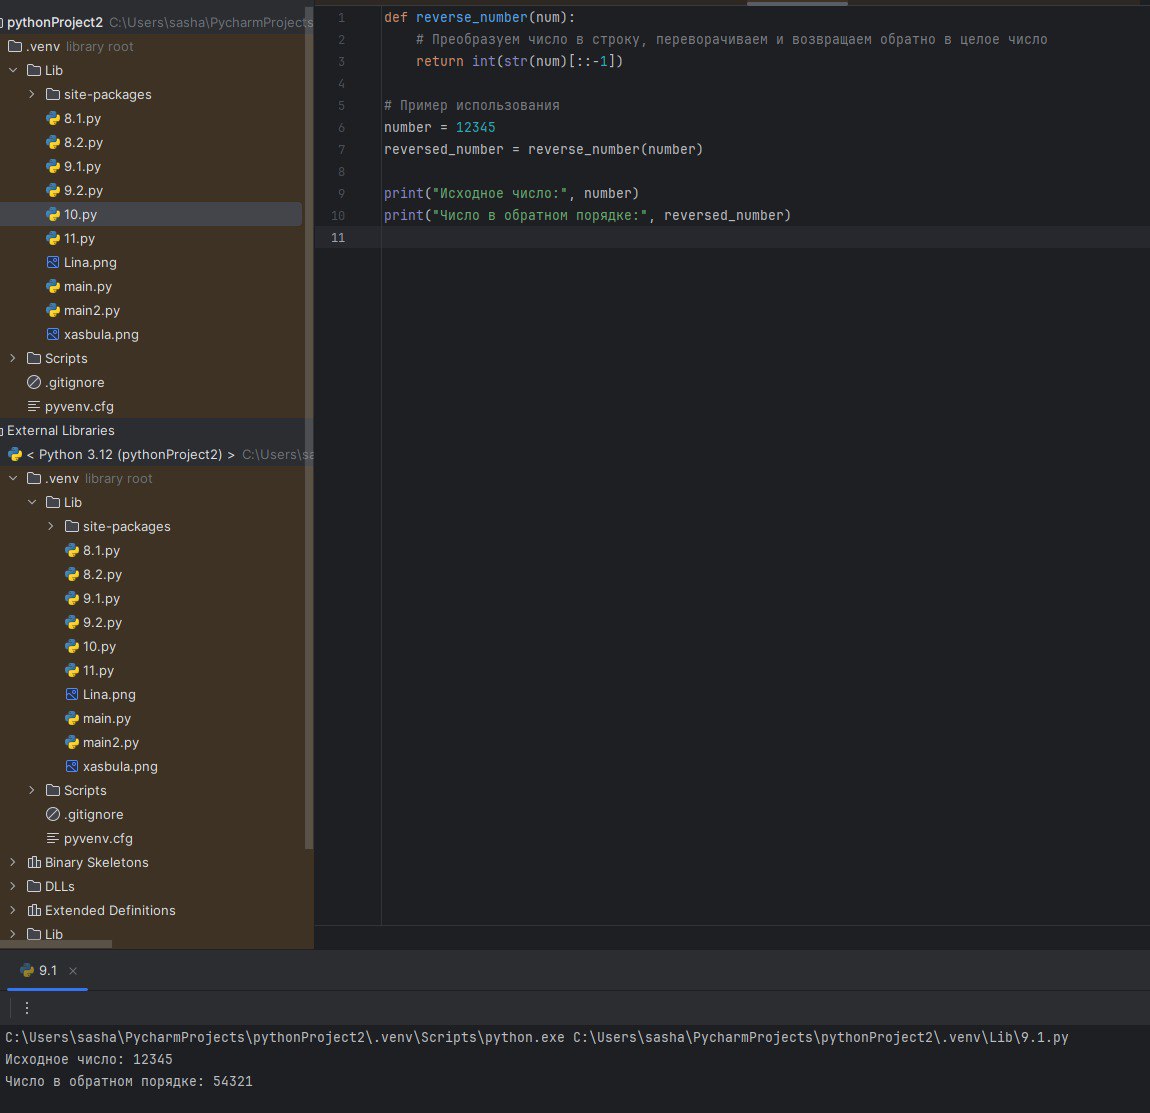 pythonProject2 C:\Users\sasha\PycharmProjects
.venv library root
Lib
site-packages
8.1.py
8.2.py
9.1.py
9.2.py
10.py
11.py
Lina.png
main.py
main2.py
xasbula.png
Scripts
.gitignore
pyvenv.cfg
External Libraries
< Python 3.12 (pythonProject2) > C:\Users\sa
.venv library root
Lib
site-packages
8.1.py
8.2.py
9.1.py
9.2.py
10.py
11.py
Lina.png
main.py
main2.py
xasbula.png
Scripts
.gitignore
pyvenv.cfg
Binary Skeletons
DLLs
Extended Definitions
Lib
1 def reverse_number(num):
2     # Преобразуем число в строку, переворачиваем и возвращаем обратно в целое число
3     return int(str(num)[::-1])
4
5 # Пример использования
6 number = 12345
7 reversed_number = reverse_number(number)
8
9 print("Исходное число:", number)
10 print("Число в обратном порядке:", reversed_number)
11
9.1 ×
C:\Users\sasha\PycharmProjects\pythonProject2\.venv\Scripts\python.exe C:\Users\sasha\PycharmProjects\pythonProject2\.venv\Lib\9.1.py
Исходное число: 12345
Число в обратном порядке: 54321